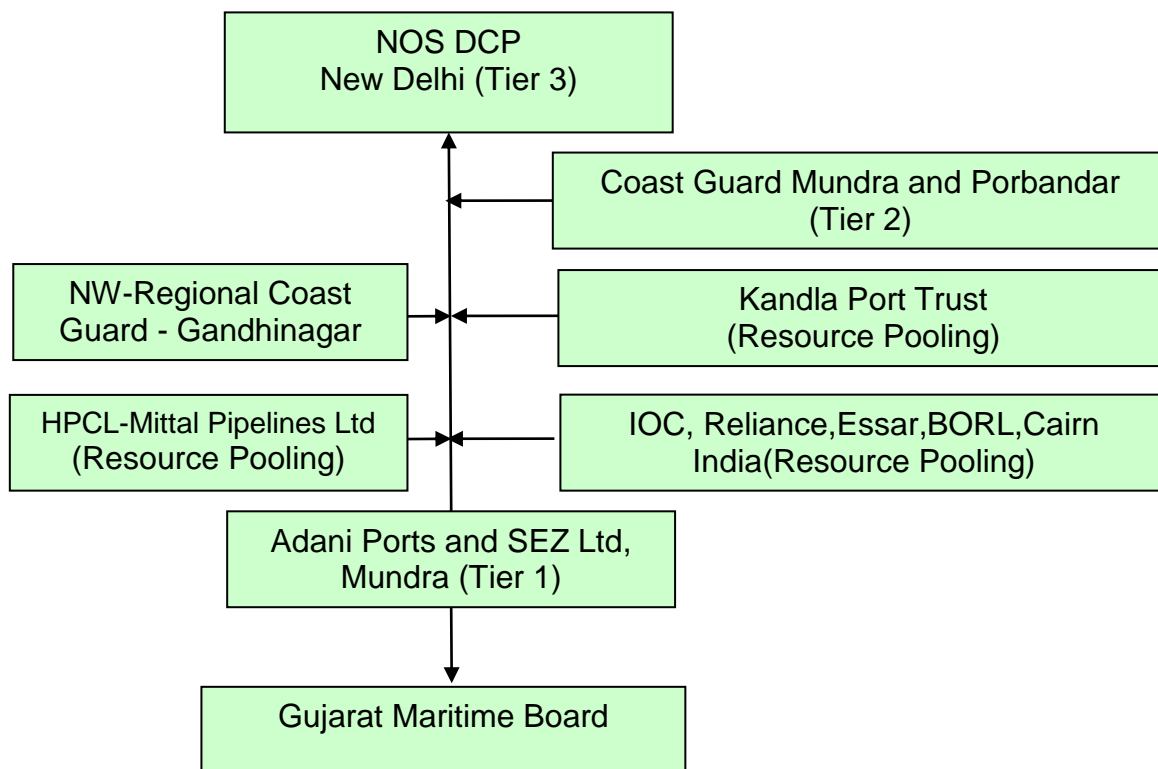 NOS DCP
New Delhi (Tier 3)
Coast Guard Mundra and Porbandar
(Tier 2)
NW-Regional Coast
Guard - Gandhinagar
Kandla Port Trust
(Resource Pooling)
HPCL-Mittal Pipelines Ltd
(Resource Pooling)
IOC, Reliance,Essar,BORL,Cairn
India(Resource Pooling)
Adani Ports and SEZ Ltd,
Mundra (Tier 1)
Gujarat Maritime Board